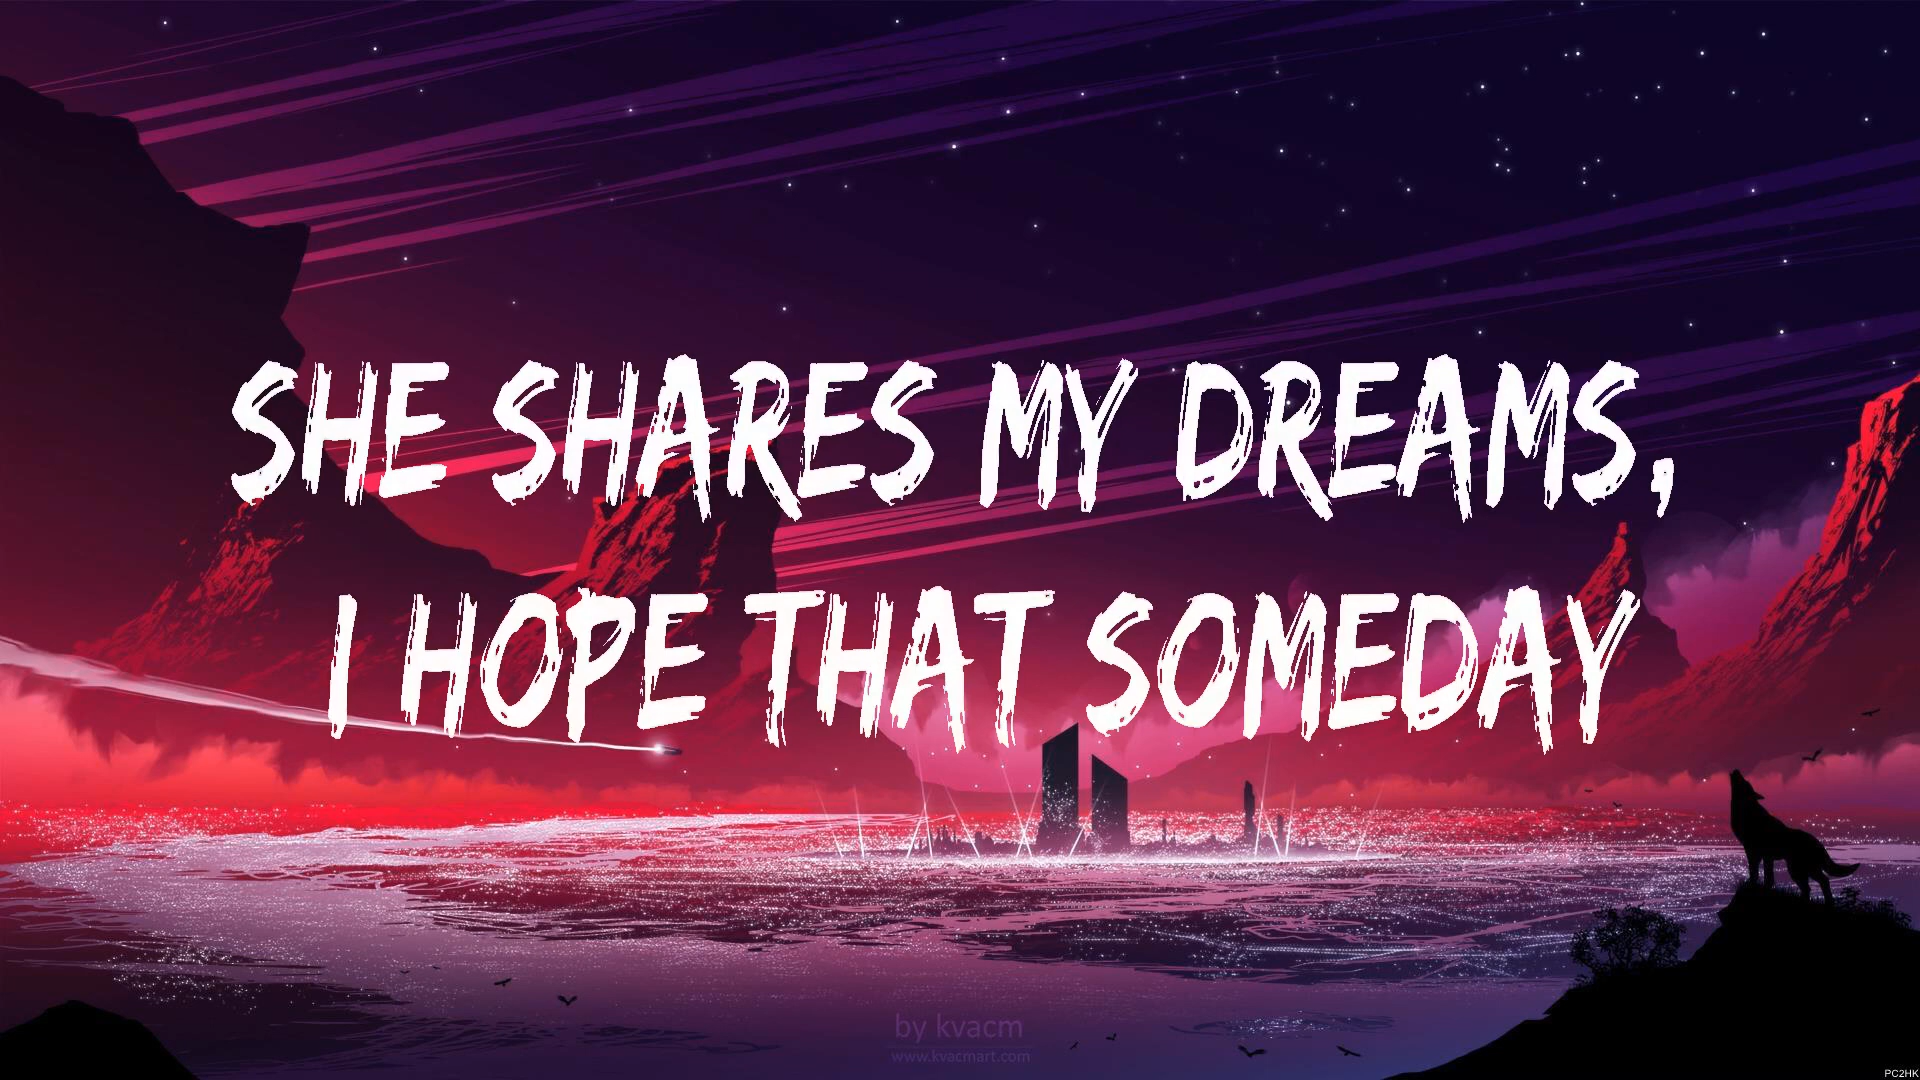 SHE SHARES MY DREAMS,
I HOPE THAT SOMEDAY
by kvacm
www.kvacmart.com
PC2HK